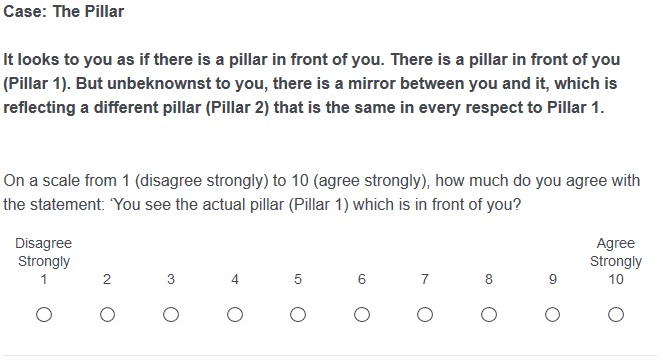 Case: The Pillar
It looks to you as if there is a pillar in front of you. There is a pillar in front of you
(Pillar 1). But unbeknownst to you, there is a mirror between you and it, which is
reflecting a different pillar (Pillar 2) that is the same in every respect to Pillar 1.
On a scale from 1 (disagree strongly) to 10 (agree strongly), how much do you agree with
the statement: 'You see the actual pillar (Pillar 1) which is in front of you?
Disagree Agree
Strongly Strongly
1 2 3 4 5 6 7 8 9 10